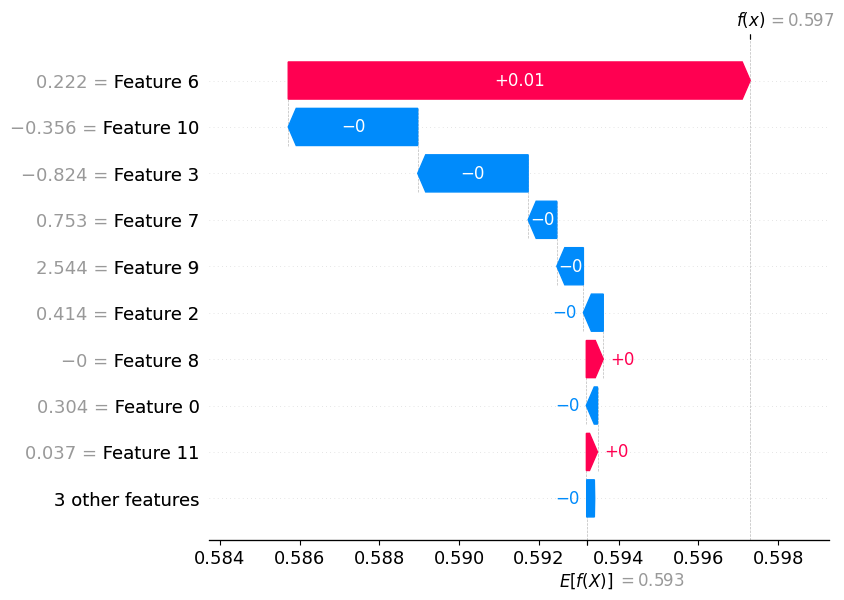 f(x) = 0.597
0.222 = Feature 6
+0.01
−0.356 = Feature 10
−0
−0.824 = Feature 3
−0
0.753 = Feature 7
−0
2.544 = Feature 9
−0
0.414 = Feature 2
−0
−0 = Feature 8
+0
0.304 = Feature 0
−0
0.037 = Feature 11
+0
3 other features
−0
0.584 0.586 0.588 0.590 0.592 0.594 0.596 0.598
E[f(X)] = 0.593